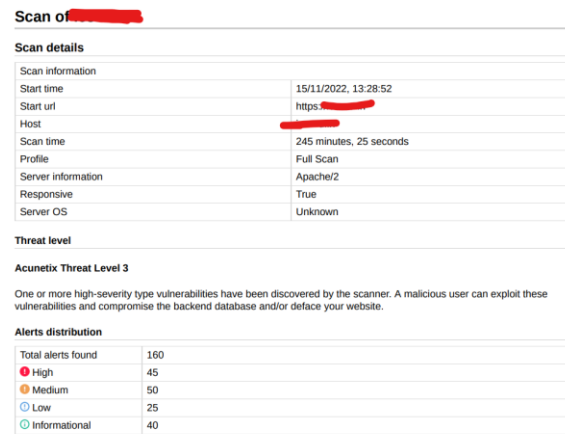 Scan of
Scan details
Scan information
Start time 15/11/2022, 13:28:52
Start url https:
Host
Scan time 245 minutes, 25 seconds
Profile Full Scan
Server information Apache/2
Responsive True
Server OS Unknown
Threat level
Acunetix Threat Level 3
One or more high-severity type vulnerabilities have been discovered by the scanner. A malicious user can exploit these
vulnerabilities and compromise the backend database and/or deface your website.
Alerts distribution
Total alerts found 160
High 45
Medium 50
Low 25
Informational 40